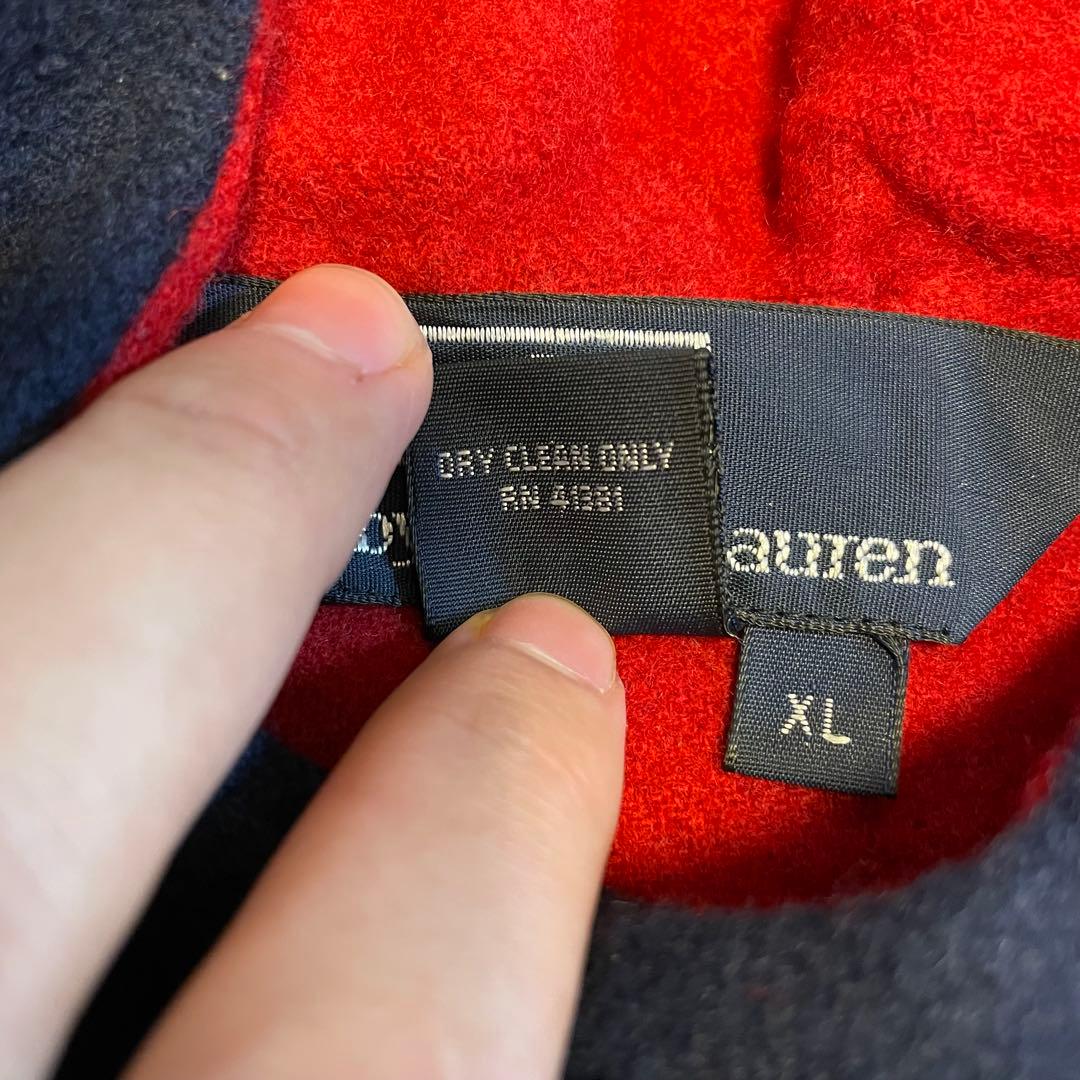 DRY CLEAN ONLY
RN 41381
auren
XL